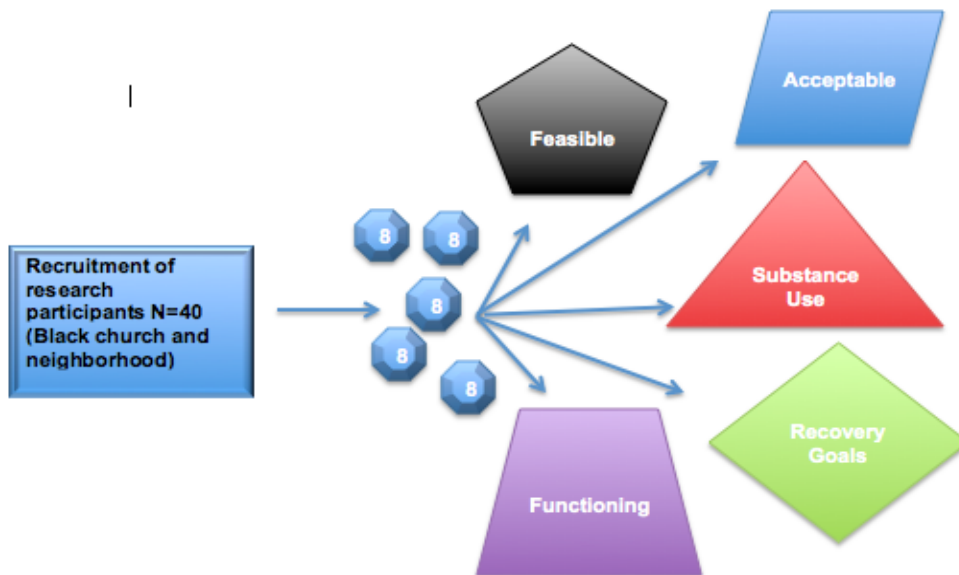 Recruitment of
research
participants N=40
(Black church and
neighborhood)
8
8
8
8
8
Feasible
Acceptable
Substance
Use
Recovery
Goals
Functioning